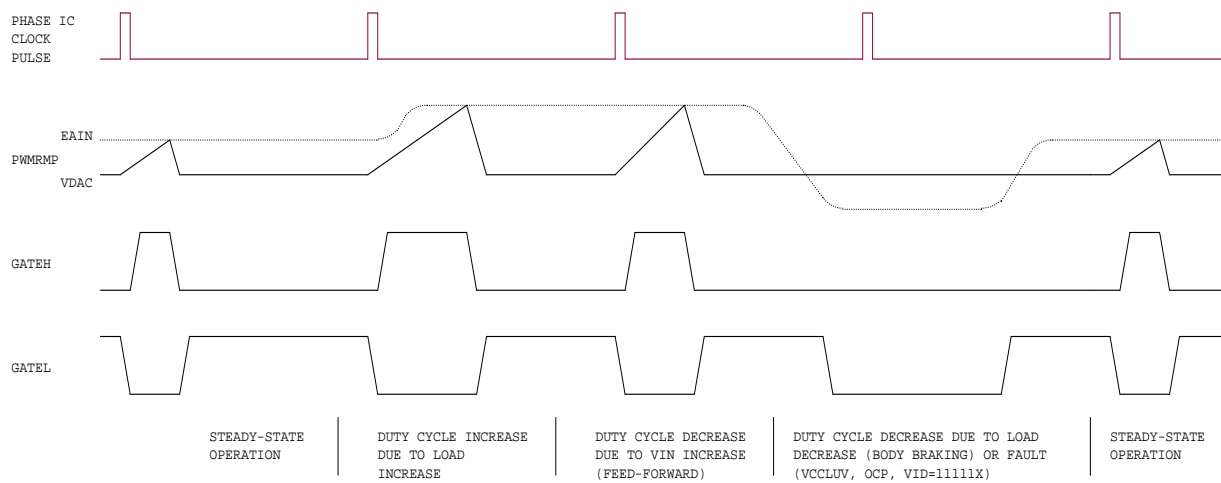 PHASE IC
CLOCK
PULSE
EAIN
PWMRMP
VDAC
GATEH
GATEL
STEADY-STATE
OPERATION
DUTY CYCLE INCREASE
DUE TO LOAD
INCREASE
DUTY CYCLE DECREASE
DUE TO VIN INCREASE
(FEED-FORWARD)
DUTY CYCLE DECREASE DUE TO LOAD
DECREASE (BODY BRAKING) OR FAULT
(VCCLUV, OCP, VID=11111X)
STEADY-STATE
OPERATION